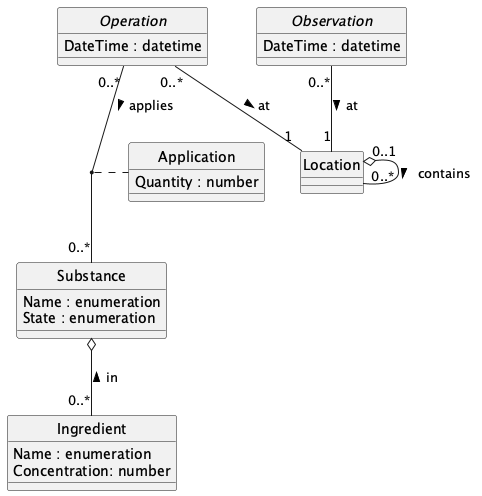 Operation
DateTime : datetime
Observation
DateTime : datetime
0..*
0..*
0..*
applies
at
at
1
1
Application
Quantity : number
Location
0..1
0..*
contains
0..*
Substance
Name : enumeration
State : enumeration
in
0..*
Ingredient
Name : enumeration
Concentration: number